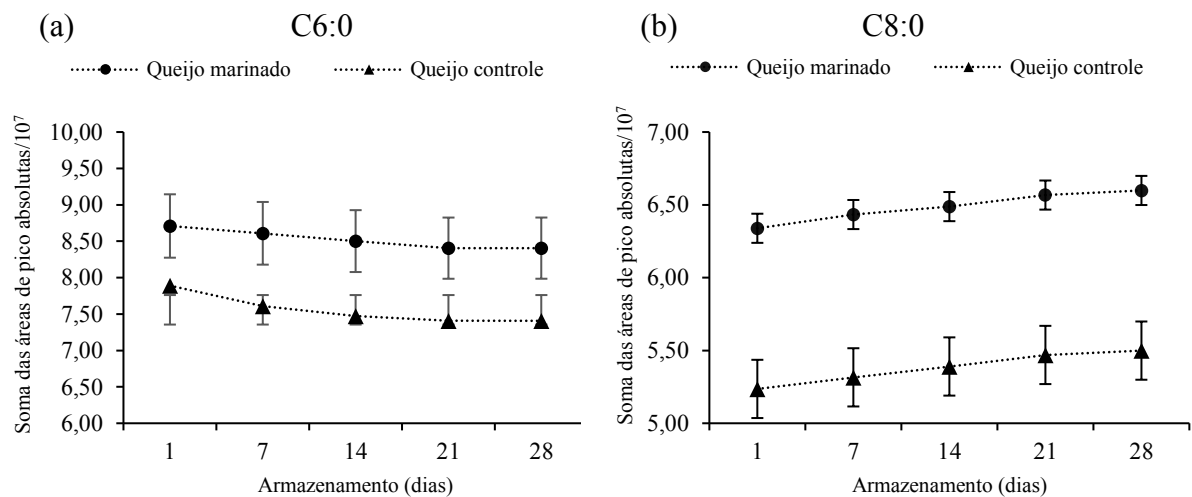 (a) C6:0
Queijo marinado Queijo controle
Soma das áreas de pico absolutas/10⁷
10,00
9,50
9,00
8,50
8,00
7,50
7,00
6,50
6,00
1 7 14 21 28
Armazenamento (dias)
(b) C8:0
Queijo marinado Queijo controle
Soma das áreas de pico absolutas/10⁷
7,00
6,50
6,00
5,50
5,00
1 7 14 21 28
Armazenamento (dias)